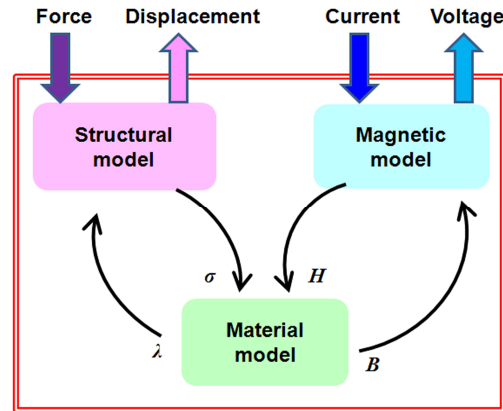 Force Displacement Current Voltage
Structural
model
Magnetic
model
σ H
Material
model
λ B